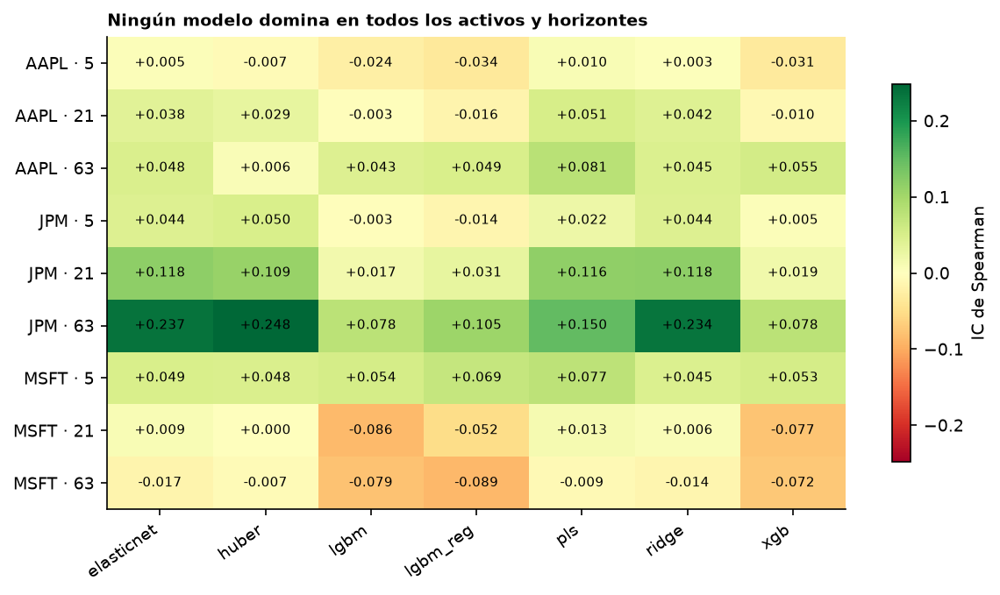 Ningún modelo domina en todos los activos y horizontes
AAPL · 5 +0.005 -0.007 -0.024 -0.034 +0.010 +0.003 -0.031
AAPL · 21 +0.038 +0.029 -0.003 -0.016 +0.051 +0.042 -0.010
AAPL · 63 +0.048 +0.006 +0.043 +0.049 +0.081 +0.045 +0.055
JPM · 5 +0.044 +0.050 -0.003 -0.014 +0.022 +0.044 +0.005
JPM · 21 +0.118 +0.109 +0.017 +0.031 +0.116 +0.118 +0.019
JPM · 63 +0.237 +0.248 +0.078 +0.105 +0.150 +0.234 +0.078
MSFT · 5 +0.049 +0.048 +0.054 +0.069 +0.077 +0.045 +0.053
MSFT · 21 +0.009 +0.000 -0.086 -0.052 +0.013 +0.006 -0.077
MSFT · 63 -0.017 -0.007 -0.079 -0.089 -0.009 -0.014 -0.072
elasticnet huber lgbm lgbm_reg pls ridge xgb
0.2
0.1
0.0
−0.1
−0.2
IC de Spearman